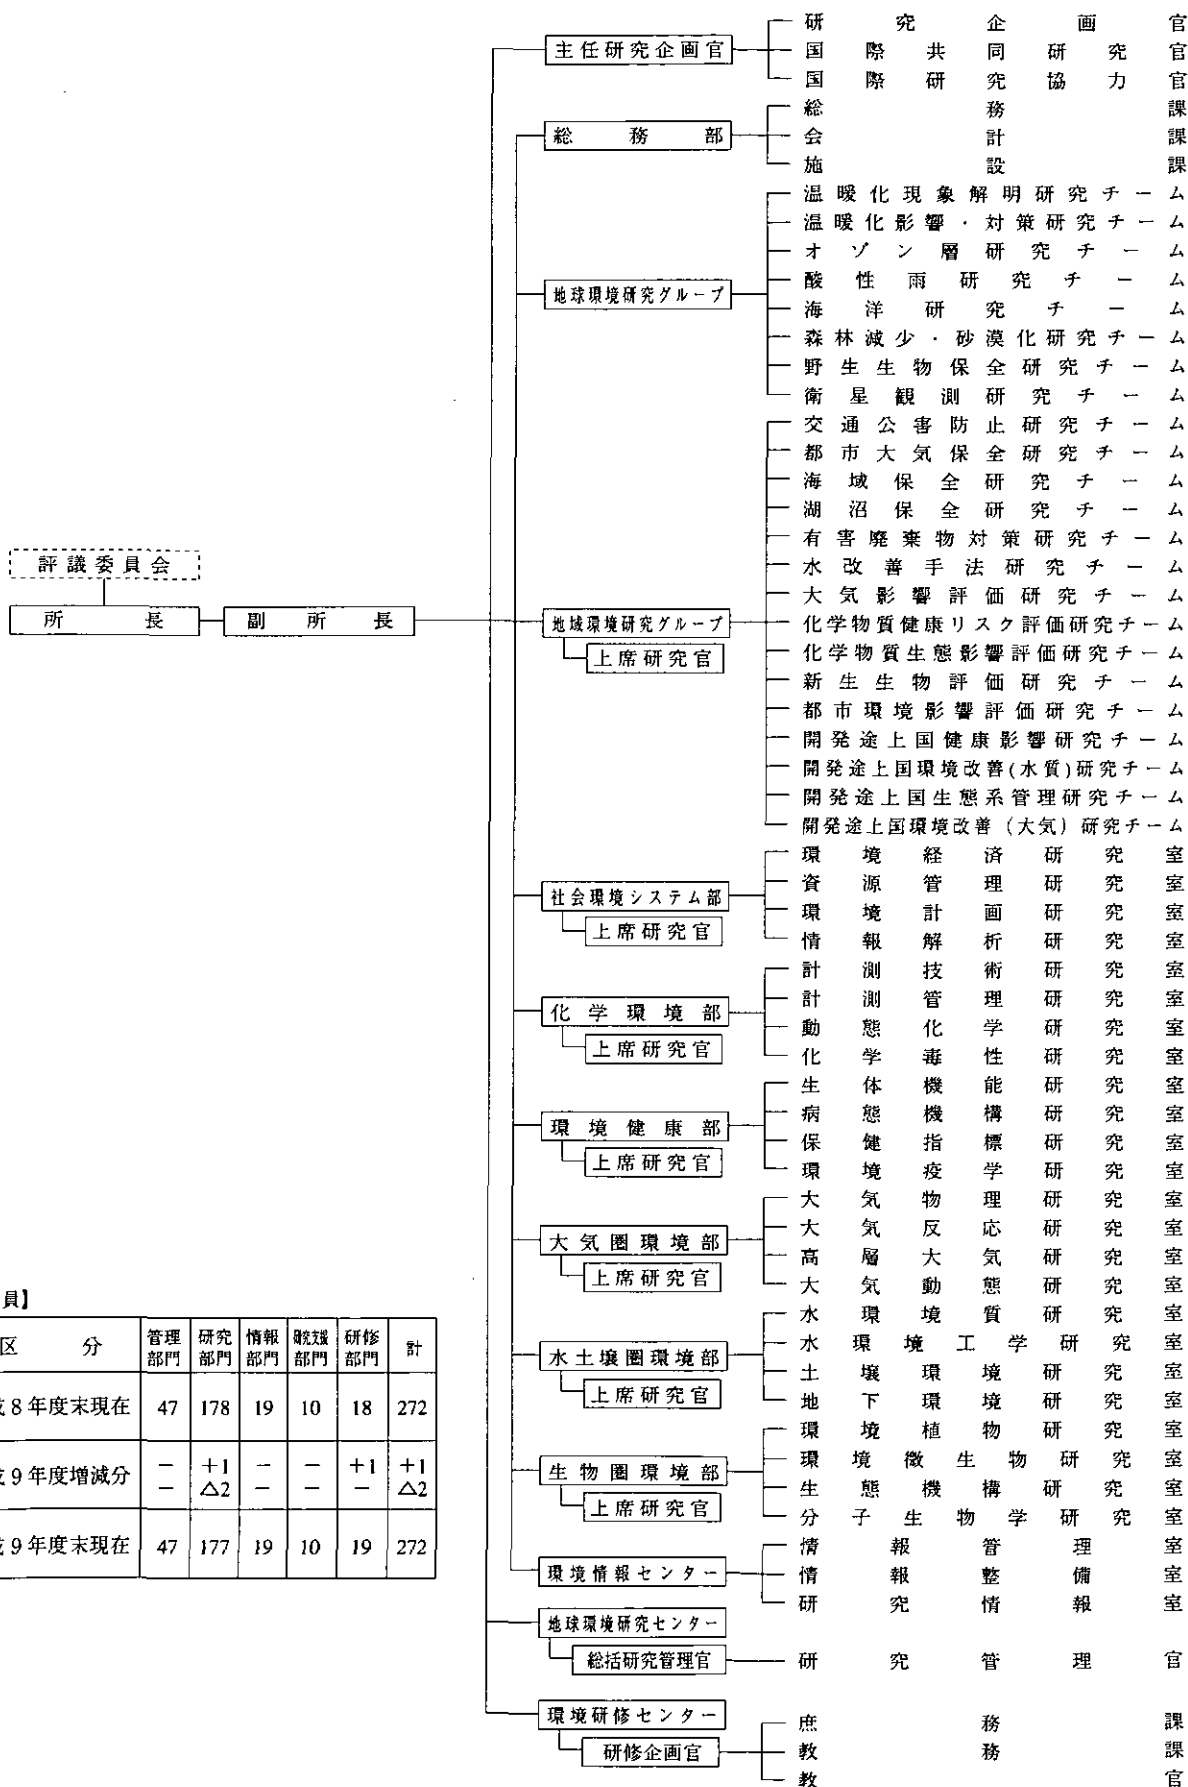 評議委員会
所長
副所長
主任研究企画官
研究企画官
国際共同研究官
国際研究協力官
総務部
総務課
会計課
施設課
地球環境研究グループ
温暖化現象解明研究チーム
温暖化影響・対策研究チーム
オゾン層研究チーム
酸性雨研究チーム
海洋研究チーム
森林減少・砂漠化研究チーム
野生生物保全研究チーム
衛星観測研究チーム
地域環境研究グループ
上席研究官
交通公害防止研究チーム
都市大気保全研究チーム
海域保全研究チーム
湖沼保全研究チーム
有害廃棄物対策研究チーム
水改善手法研究チーム
大気影響評価研究チーム
化学物質健康リスク評価研究チーム
化学物質生態影響評価研究チーム
新生生物評価研究チーム
都市環境影響評価研究チーム
開発途上国健康影響研究チーム
開発途上国環境改善(水質)研究チーム
開発途上国生態系管理研究チーム
開発途上国環境改善（大気）研究チーム
社会環境システム部
上席研究官
環境経済研究室
資源管理研究室
環境計画研究室
情報解析研究室
化学環境部
上席研究官
計測技術研究室
計測管理研究室
動態化学研究室
化学毒性研究室
環境健康部
上席研究官
生体機能研究室
病態機構研究室
保健指標研究室
環境疫学研究室
大気圏環境部
上席研究官
大気物理研究室
大気反応研究室
高層大気研究室
大気動態研究室
水土壌圏環境部
上席研究官
水環境質研究室
水環境工学研究室
土壌環境研究室
地下環境研究室
生物圏環境部
上席研究官
環境植物研究室
環境微生物研究室
生態機構研究室
分子生物学研究室
環境情報センター
情報管理室
情報整備室
研究情報室
地球環境研究センター
総括研究管理官
研究管理官
環境研修センター
研修企画官
庶務課
教務課
教官
員】
区分 管理部門 研究部門 情報部門 研究支援部門 研修部門 計
8年度末現在 47 178 19 10 18 272
9年度増減分 － ＋1 － － ＋1 ＋1
－ △2 － － － △2
9年度末現在 47 177 19 10 19 272